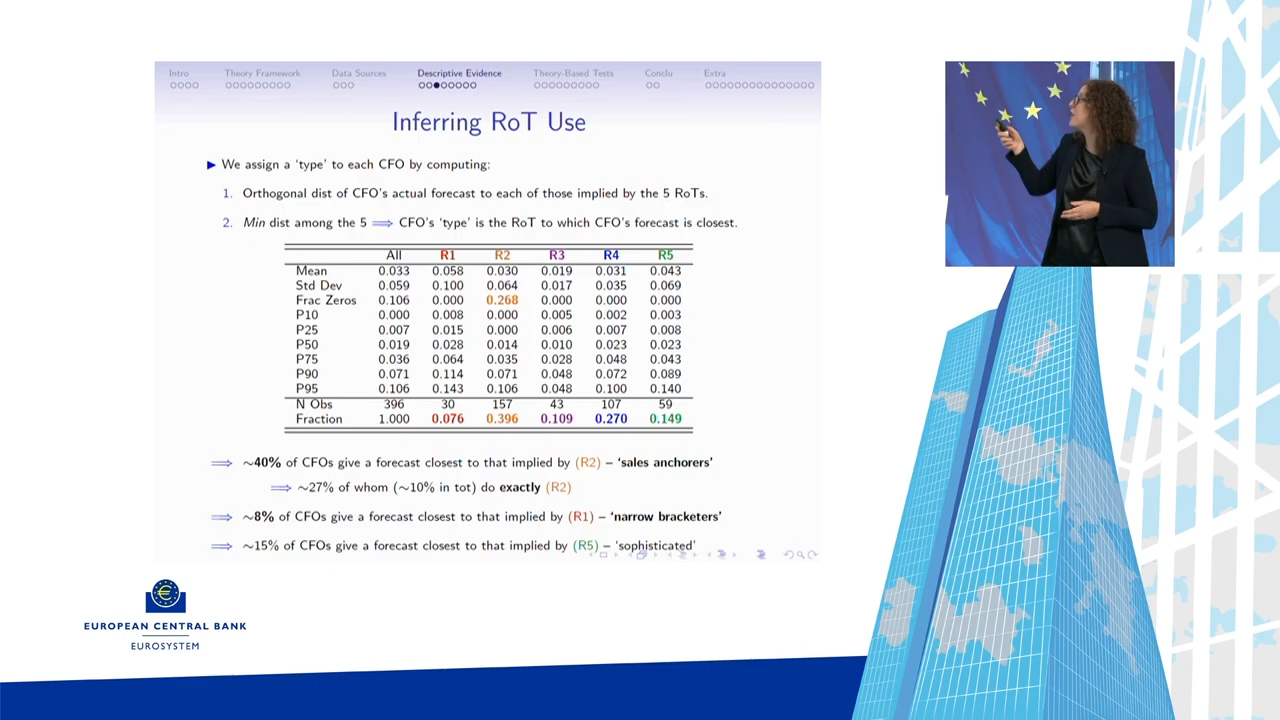 Intro Theory Framework Data Sources Descriptive Evidence Theory-Based Tests Conclu Extra
Inferring RoT Use
We assign a 'type' to each CFO by computing:
1. Orthogonal dist of CFO's actual forecast to each of those implied by the 5 RoTs.
2. Min dist among the 5 ⟹ CFO's 'type' is the RoT to which CFO's forecast is closest.
All R1 R2 R3 R4 R5
Mean 0.033 0.058 0.030 0.019 0.031 0.043
Std Dev 0.059 0.100 0.064 0.017 0.035 0.069
Frac Zeros 0.106 0.000 0.268 0.000 0.000 0.000
P10 0.000 0.008 0.000 0.005 0.002 0.003
P25 0.007 0.015 0.000 0.006 0.007 0.008
P50 0.019 0.028 0.014 0.010 0.023 0.023
P75 0.036 0.064 0.035 0.028 0.048 0.043
P90 0.071 0.114 0.071 0.048 0.072 0.089
P95 0.106 0.143 0.106 0.048 0.100 0.140
N Obs 396 30 157 43 107 59
Fraction 1.000 0.076 0.396 0.109 0.270 0.149
⟹ ~40% of CFOs give a forecast closest to that implied by (R2) – 'sales anchorers'
⟹ ~27% of whom (~10% in tot) do exactly (R2)
⟹ ~8% of CFOs give a forecast closest to that implied by (R1) – 'narrow bracketers'
⟹ ~15% of CFOs give a forecast closest to that implied by (R5) – 'sophisticated'
EUROPEAN CENTRAL BANK
EUROSYSTEM